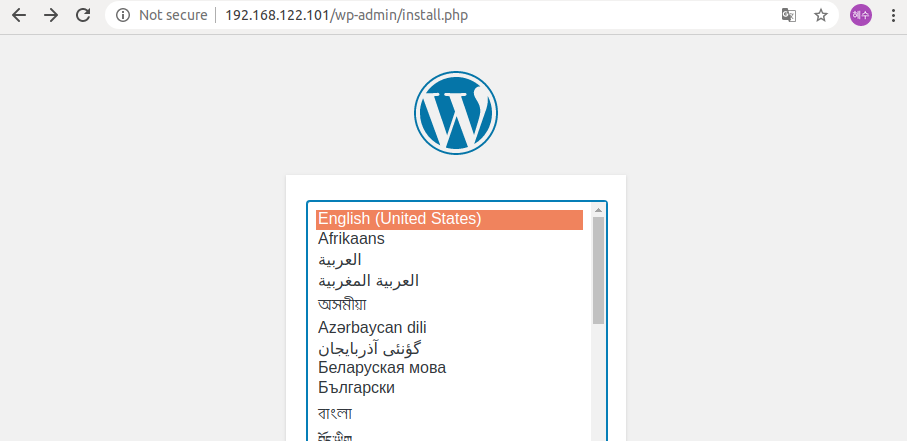 Not secure 192.168.122.101/wp-admin/install.php
혜수
English (United States)
Afrikaans
العربية
العربية المغربية
অসমীয়া
Azərbaycan dili
گؤنئی آذربایجان
Беларуская мова
Български
বাংলা